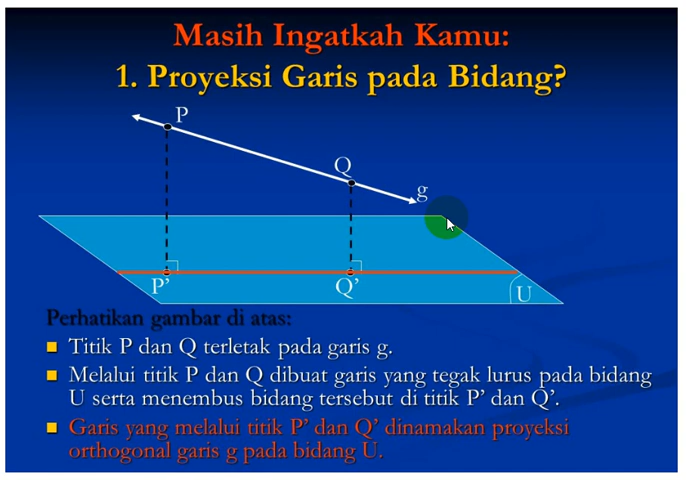 Masih Ingatkah Kamu:
1. Proyeksi Garis pada Bidang?
P
Q
g
P’
Q’
U
Perhatikan gambar di atas:
Titik P dan Q terletak pada garis g.
Melalui titik P dan Q dibuat garis yang tegak lurus pada bidang
U serta menembus bidang tersebut di titik P’ dan Q’.
Garis yang melalui titik P’ dan Q’ dinamakan proyeksi
orthogonal garis g pada bidang U.